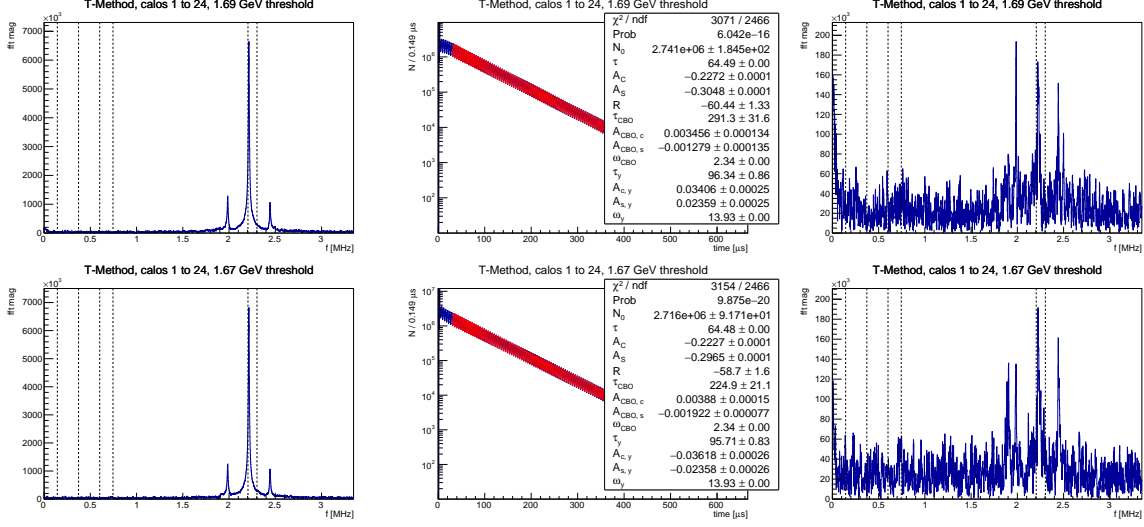 T-Method, calos 1 to 24, 1.69 GeV threshold
×10³
fft mag
7000
6000
5000
4000
3000
2000
1000
0
0 0.5 1 1.5 2 2.5 3
f [MHz]
T-Method, calos 1 to 24, 1.69 GeV threshold
N / 0.149 μs
10⁶
10⁵
10⁴
10³
10²
0 100 200 300 400 500 600
time [μs]
χ² / ndf 3071 / 2466
Prob 6.042e−16
N₀ 2.741e+06 ± 1.845e+02
τ 64.49 ± 0.00
A_C −0.2272 ± 0.0001
A_S −0.3048 ± 0.0001
R −60.44 ± 1.33
τ_CBO 291.3 ± 31.6
A_CBO, c 0.003456 ± 0.000134
A_CBO, s −0.001279 ± 0.000135
ω_CBO 2.34 ± 0.00
τ_y 96.34 ± 0.86
A_c, y 0.03406 ± 0.00025
A_s, y 0.02359 ± 0.00025
ω_y 13.93 ± 0.00
T-Method, calos 1 to 24, 1.69 GeV threshold
×10³
fft mag
200
180
160
140
120
100
80
60
40
20
0
0 0.5 1 1.5 2 2.5 3
f [MHz]
T-Method, calos 1 to 24, 1.67 GeV threshold
×10³
fft mag
7000
6000
5000
4000
3000
2000
1000
0
0 0.5 1 1.5 2 2.5 3
f [MHz]
T-Method, calos 1 to 24, 1.67 GeV threshold
N / 0.149 μs
10⁷
10⁶
10⁵
10⁴
10³
10²
0 100 200 300 400 500 600
time [μs]
χ² / ndf 3154 / 2466
Prob 9.875e−20
N₀ 2.716e+06 ± 9.171e+01
τ 64.48 ± 0.00
A_C −0.2227 ± 0.0001
A_S −0.2965 ± 0.0001
R −58.7 ± 1.6
τ_CBO 224.9 ± 21.1
A_CBO, c 0.00388 ± 0.00015
A_CBO, s −0.001922 ± 0.000077
ω_CBO 2.34 ± 0.00
τ_y 95.71 ± 0.83
A_c, y −0.03618 ± 0.00026
A_s, y −0.02358 ± 0.00026
ω_y 13.93 ± 0.00
T-Method, calos 1 to 24, 1.67 GeV threshold
×10³
fft mag
200
180
160
140
120
100
80
60
40
20
0
0 0.5 1 1.5 2 2.5 3
f [MHz]